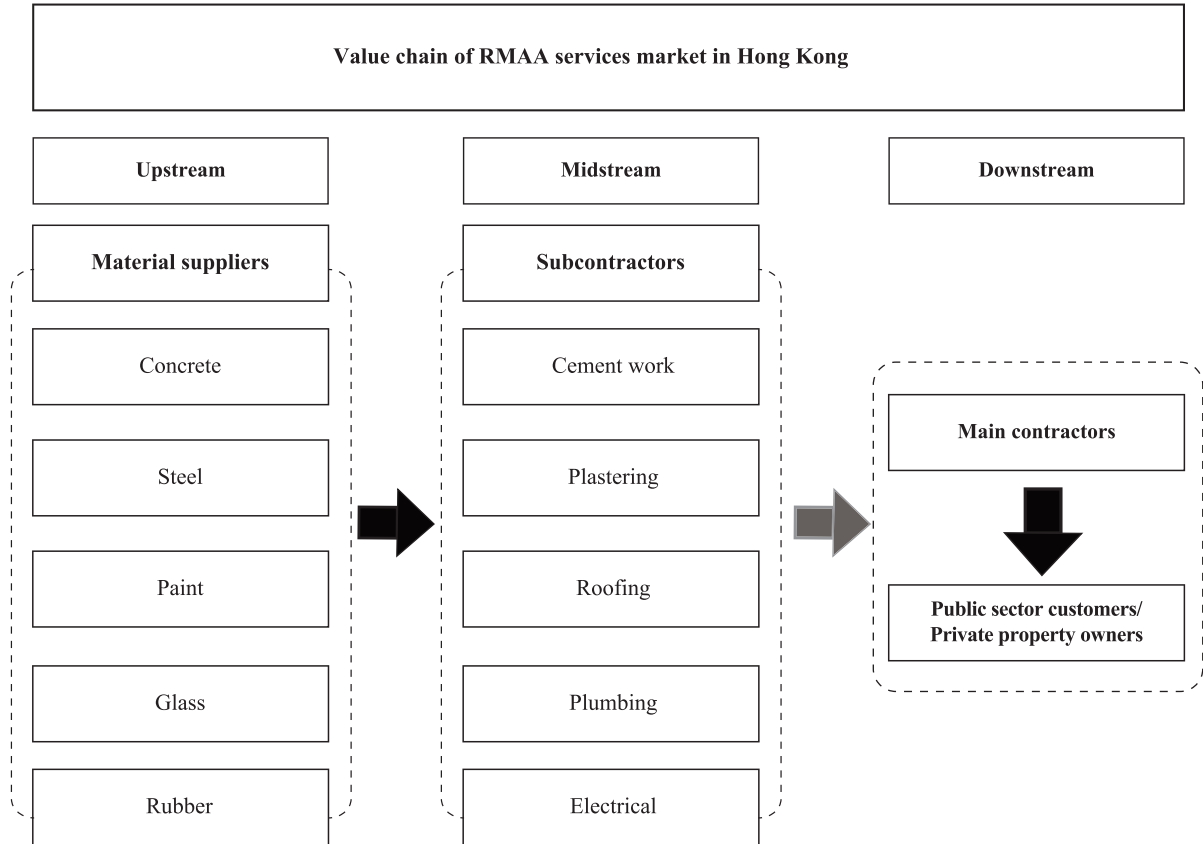 Value chain of RMAA services market in Hong Kong
Upstream
Midstream
Downstream
Material suppliers
Subcontractors
Concrete
Cement work
Main contractors
Steel
Plastering
Paint
Roofing
Public sector customers/
Private property owners
Glass
Plumbing
Rubber
Electrical